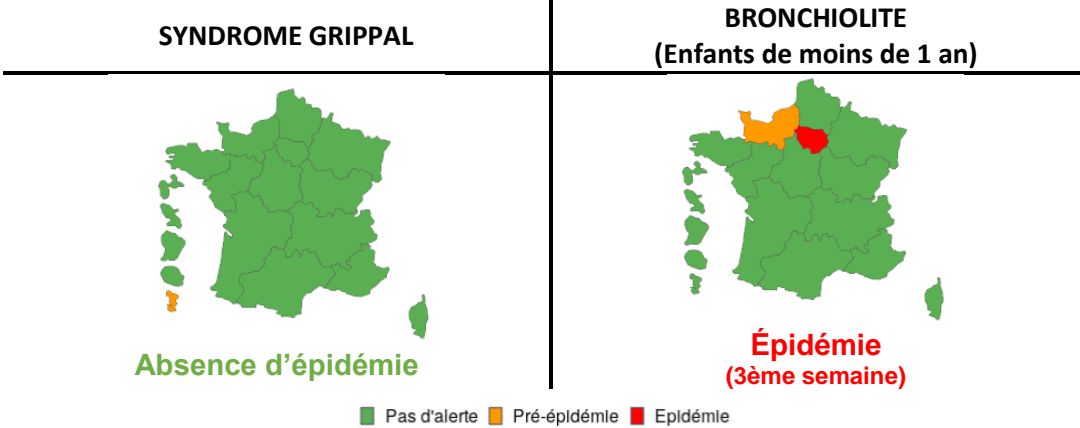 SYNDROME GRIPPAL
BRONCHIOLITE
(Enfants de moins de 1 an)
Absence d'épidémie
Épidémie
(3ème semaine)
Pas d'alerte Pré-épidémie Epidémie